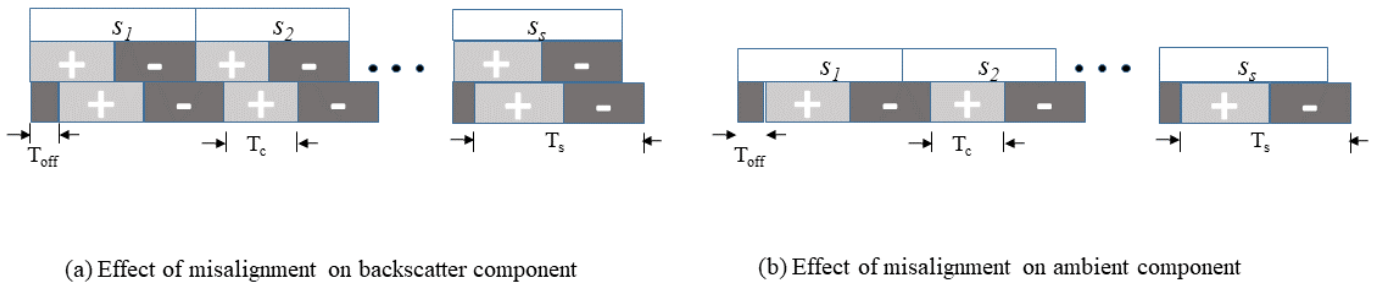 s₁ s₂ sₛ
+ - + - • • • + -
+ - + - + -
T_off T_c T_s
(a) Effect of misalignment on backscatter component
s₁ s₂ sₛ
• • •
+ - + - + -
T_off T_c T_s
(b) Effect of misalignment on ambient component